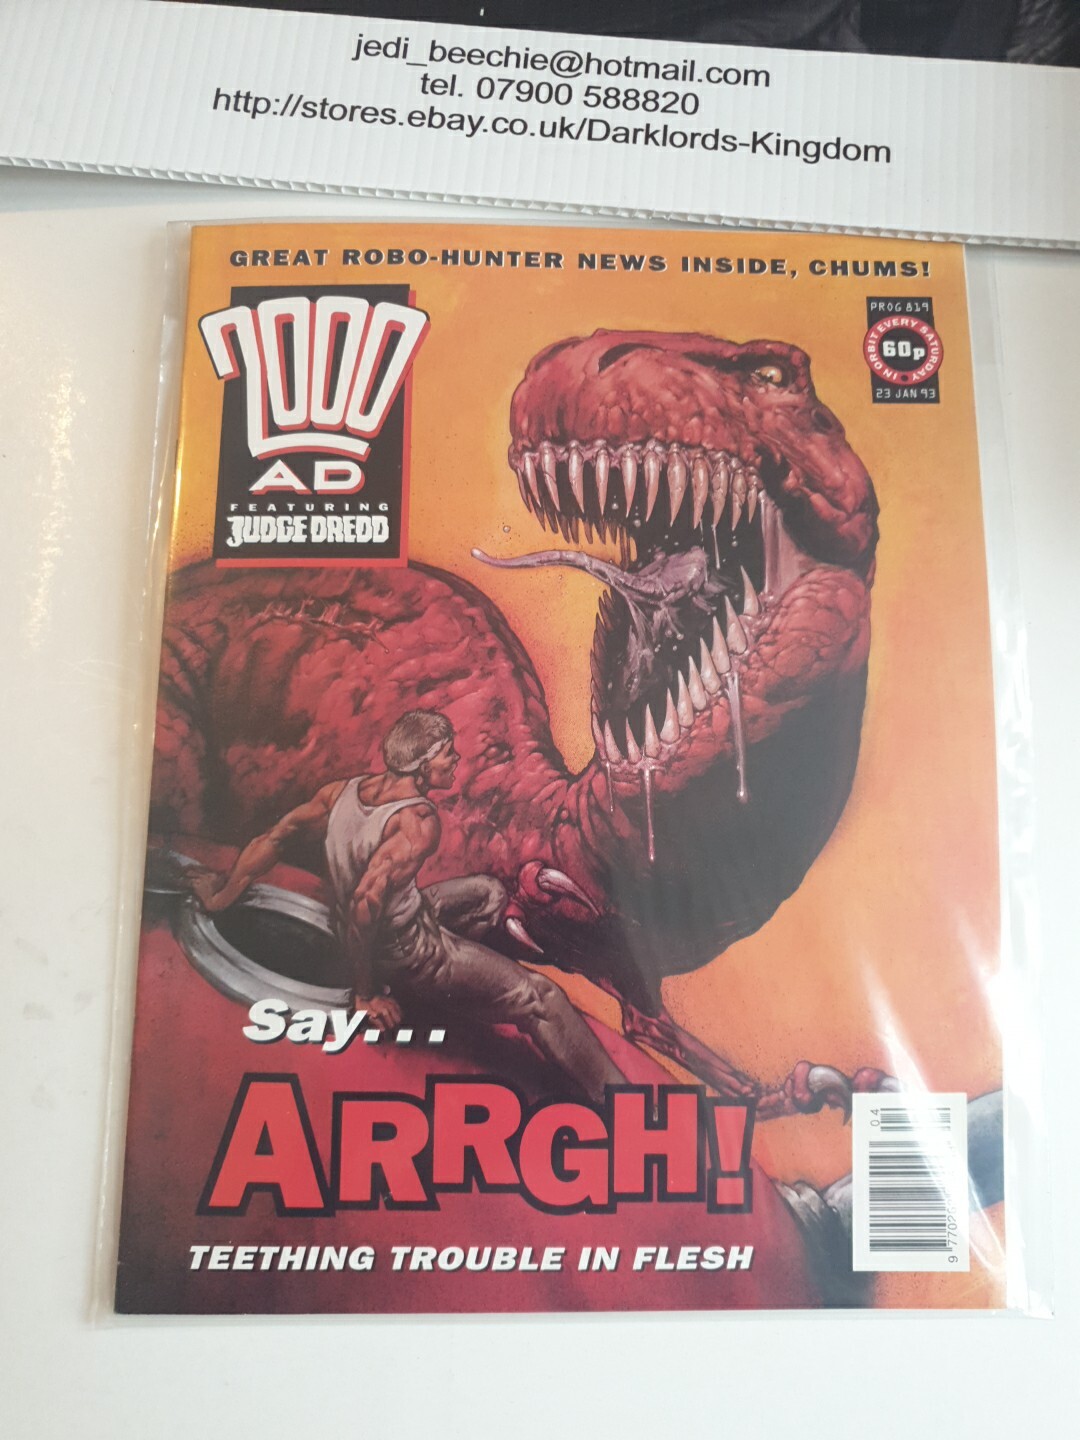 jedi_beechie@hotmail.com
tel. 07900 588820
http://stores.ebay.co.uk/Darklords-Kingdom
GREAT ROBO-HUNTER NEWS INSIDE, CHUMS!
2000
AD
FEATURING
JUDGE DREDD
PROG 819
IN ORBIT EVERY SATURDAY
60p
23 JAN 93
Say...
ARRGH!
TEETHING TROUBLE IN FLESH
04